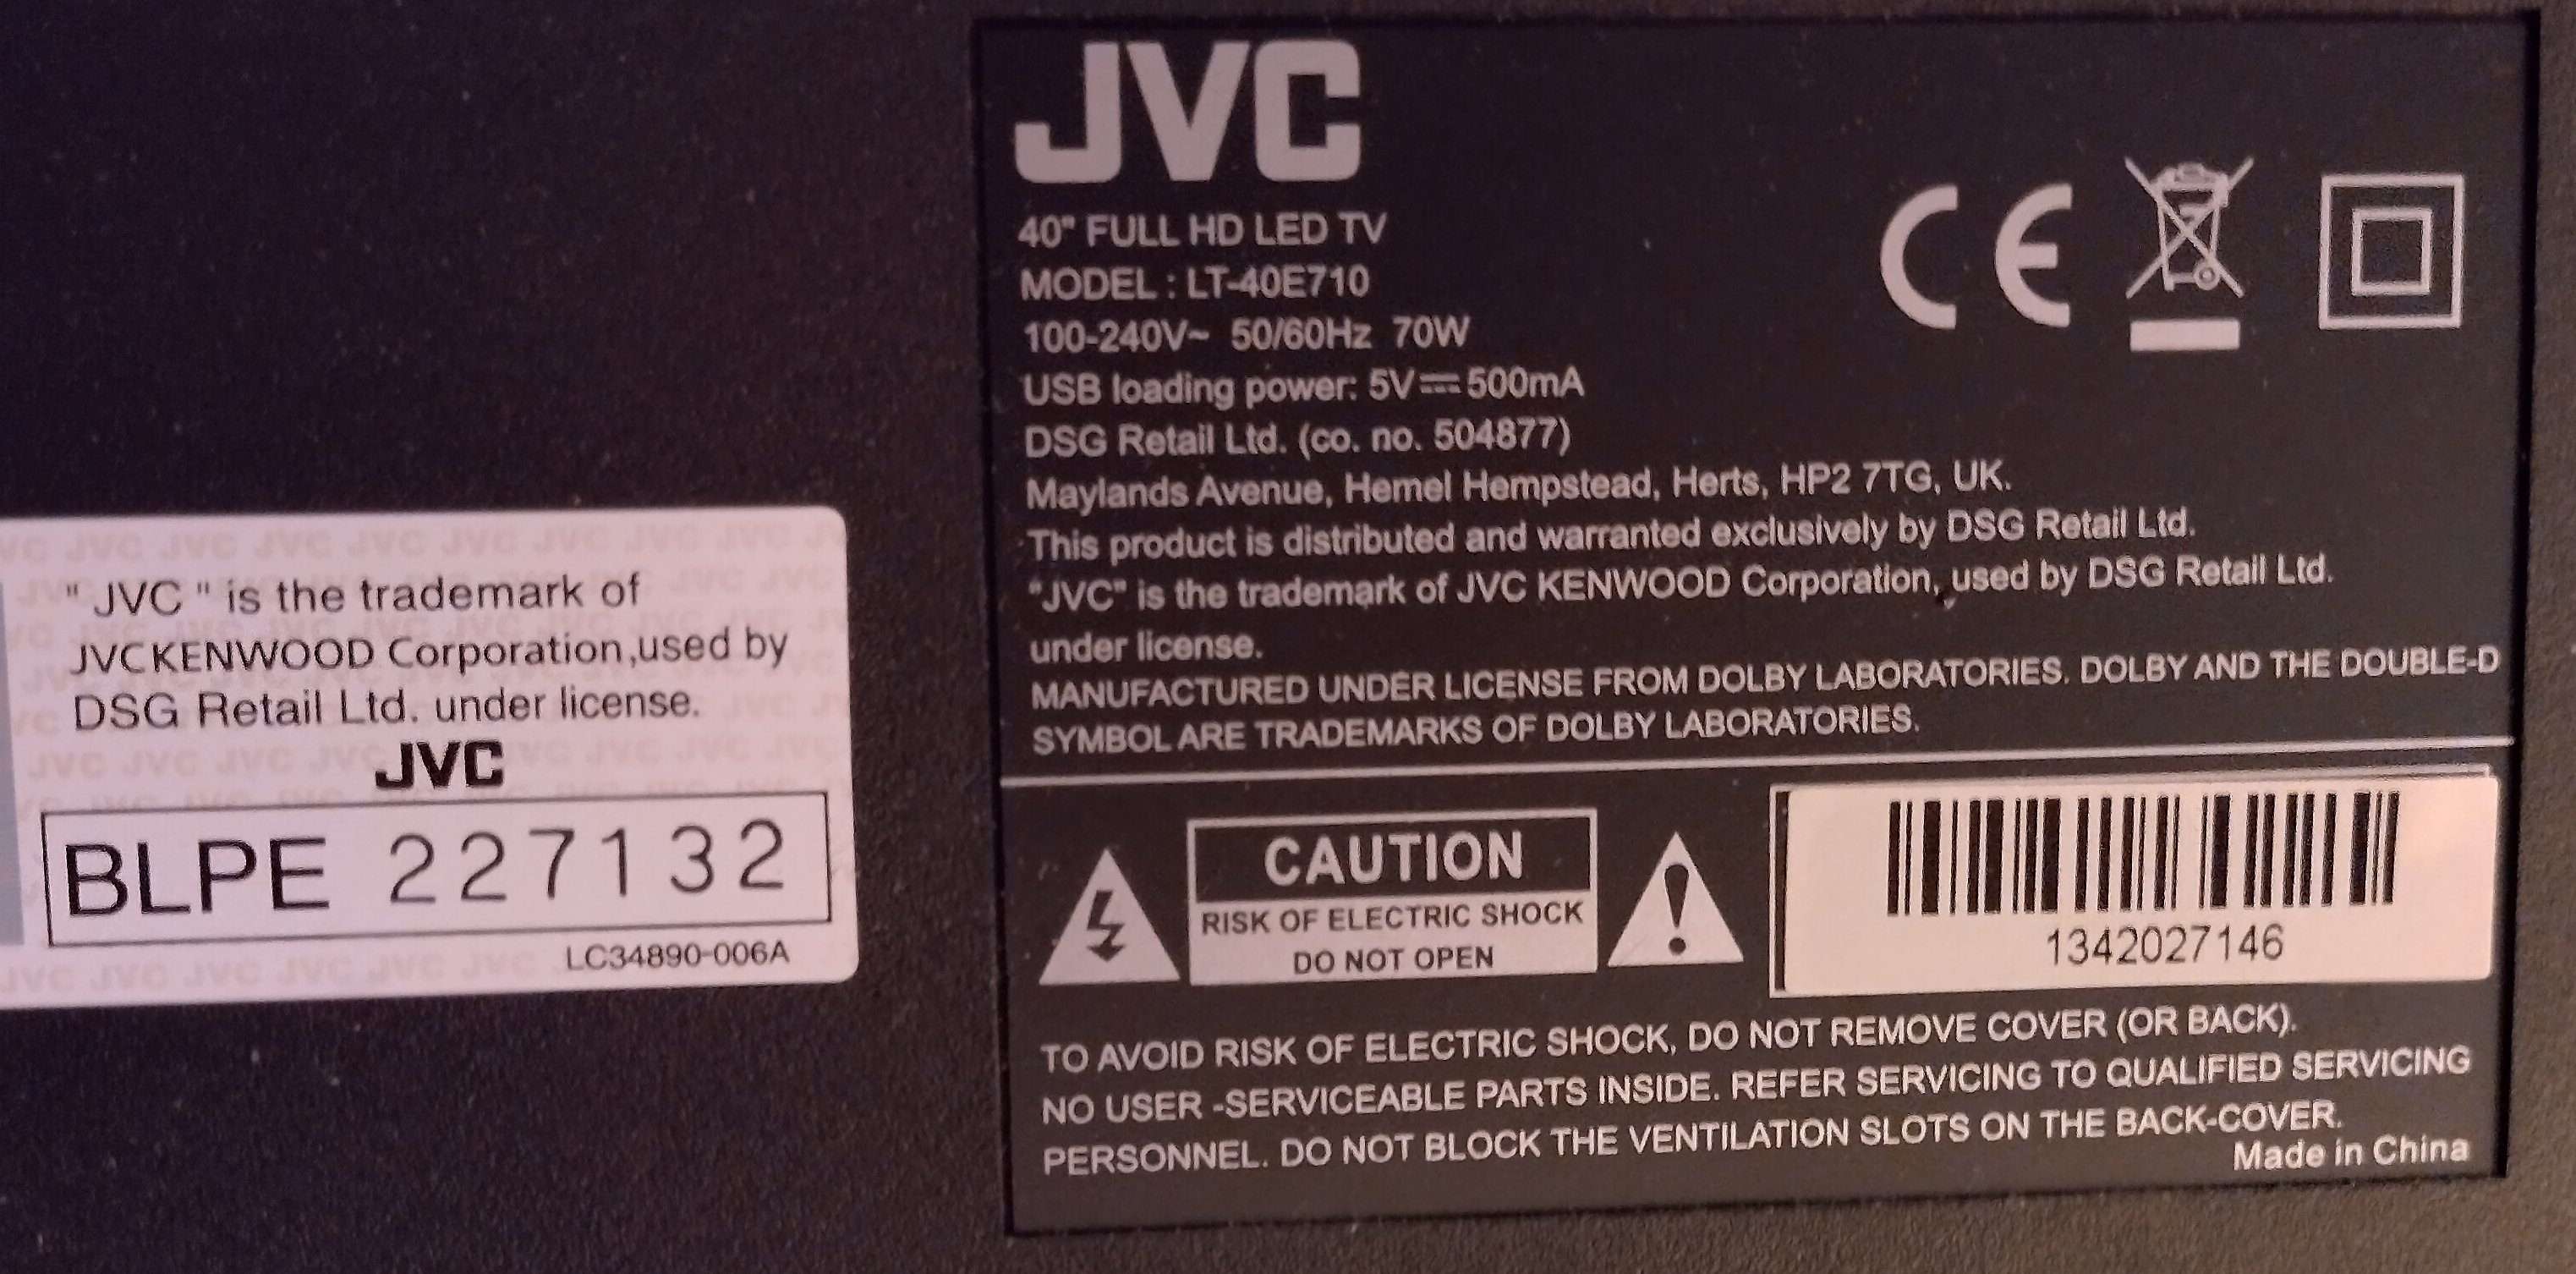 " JVC " is the trademark of
JVCKENWOOD Corporation,used by
DSG Retail Ltd. under license.
JVC
BLPE 227132
LC34890-006A
JVC
40" FULL HD LED TV
MODEL : LT-40E710
100-240V~ 50/60Hz 70W
USB loading power: 5V⎓500mA
DSG Retail Ltd. (co. no. 504877)
Maylands Avenue, Hemel Hempstead, Herts, HP2 7TG, UK.
This product is distributed and warranted exclusively by DSG Retail Ltd.
"JVC" is the trademark of JVC KENWOOD Corporation, used by DSG Retail Ltd.
under license.
MANUFACTURED UNDER LICENSE FROM DOLBY LABORATORIES. DOLBY AND THE DOUBLE-D
SYMBOL ARE TRADEMARKS OF DOLBY LABORATORIES.
CE
CAUTION
RISK OF ELECTRIC SHOCK
DO NOT OPEN
1342027146
TO AVOID RISK OF ELECTRIC SHOCK, DO NOT REMOVE COVER (OR BACK).
NO USER -SERVICEABLE PARTS INSIDE. REFER SERVICING TO QUALIFIED SERVICING
PERSONNEL. DO NOT BLOCK THE VENTILATION SLOTS ON THE BACK-COVER.
Made in China